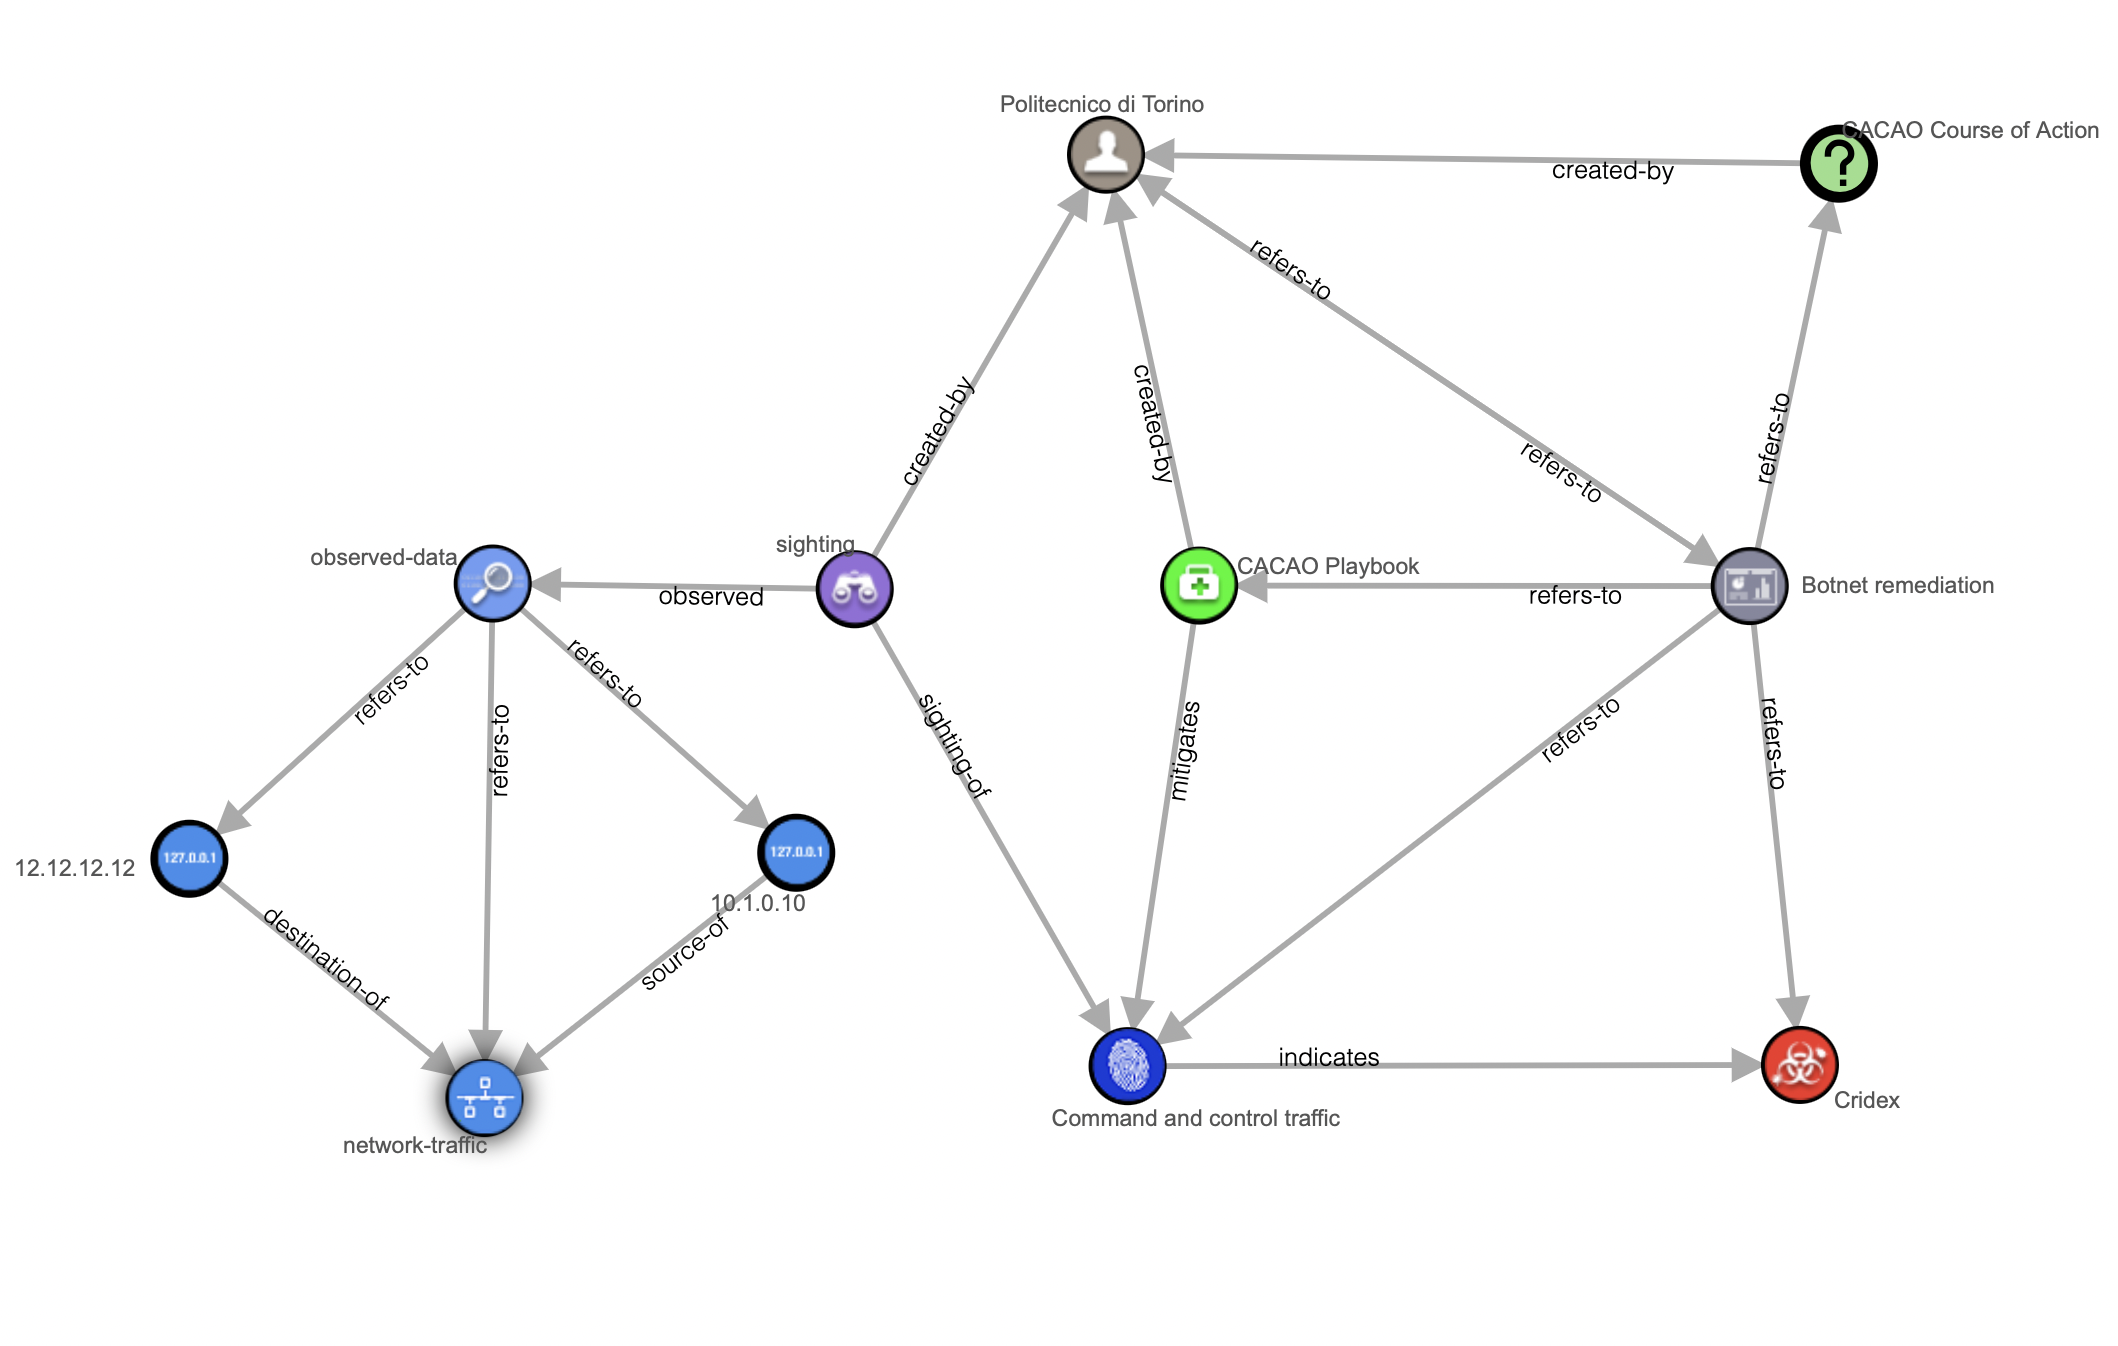 Politecnico di Torino
CACAO Course of Action
created-by
refers-to
created-by
created-by
refers-to
refers-to
sighting
observed-data
observed
CACAO Playbook
refers-to
Botnet remediation
refers-to
refers-to
refers-to
sighting-of
mitigates
refers-to
refers-to
127.0.0.1
12.12.12.12
127.0.0.1
10.1.0.10
destination-of
source-of
indicates
network-traffic
Command and control traffic
Cridex